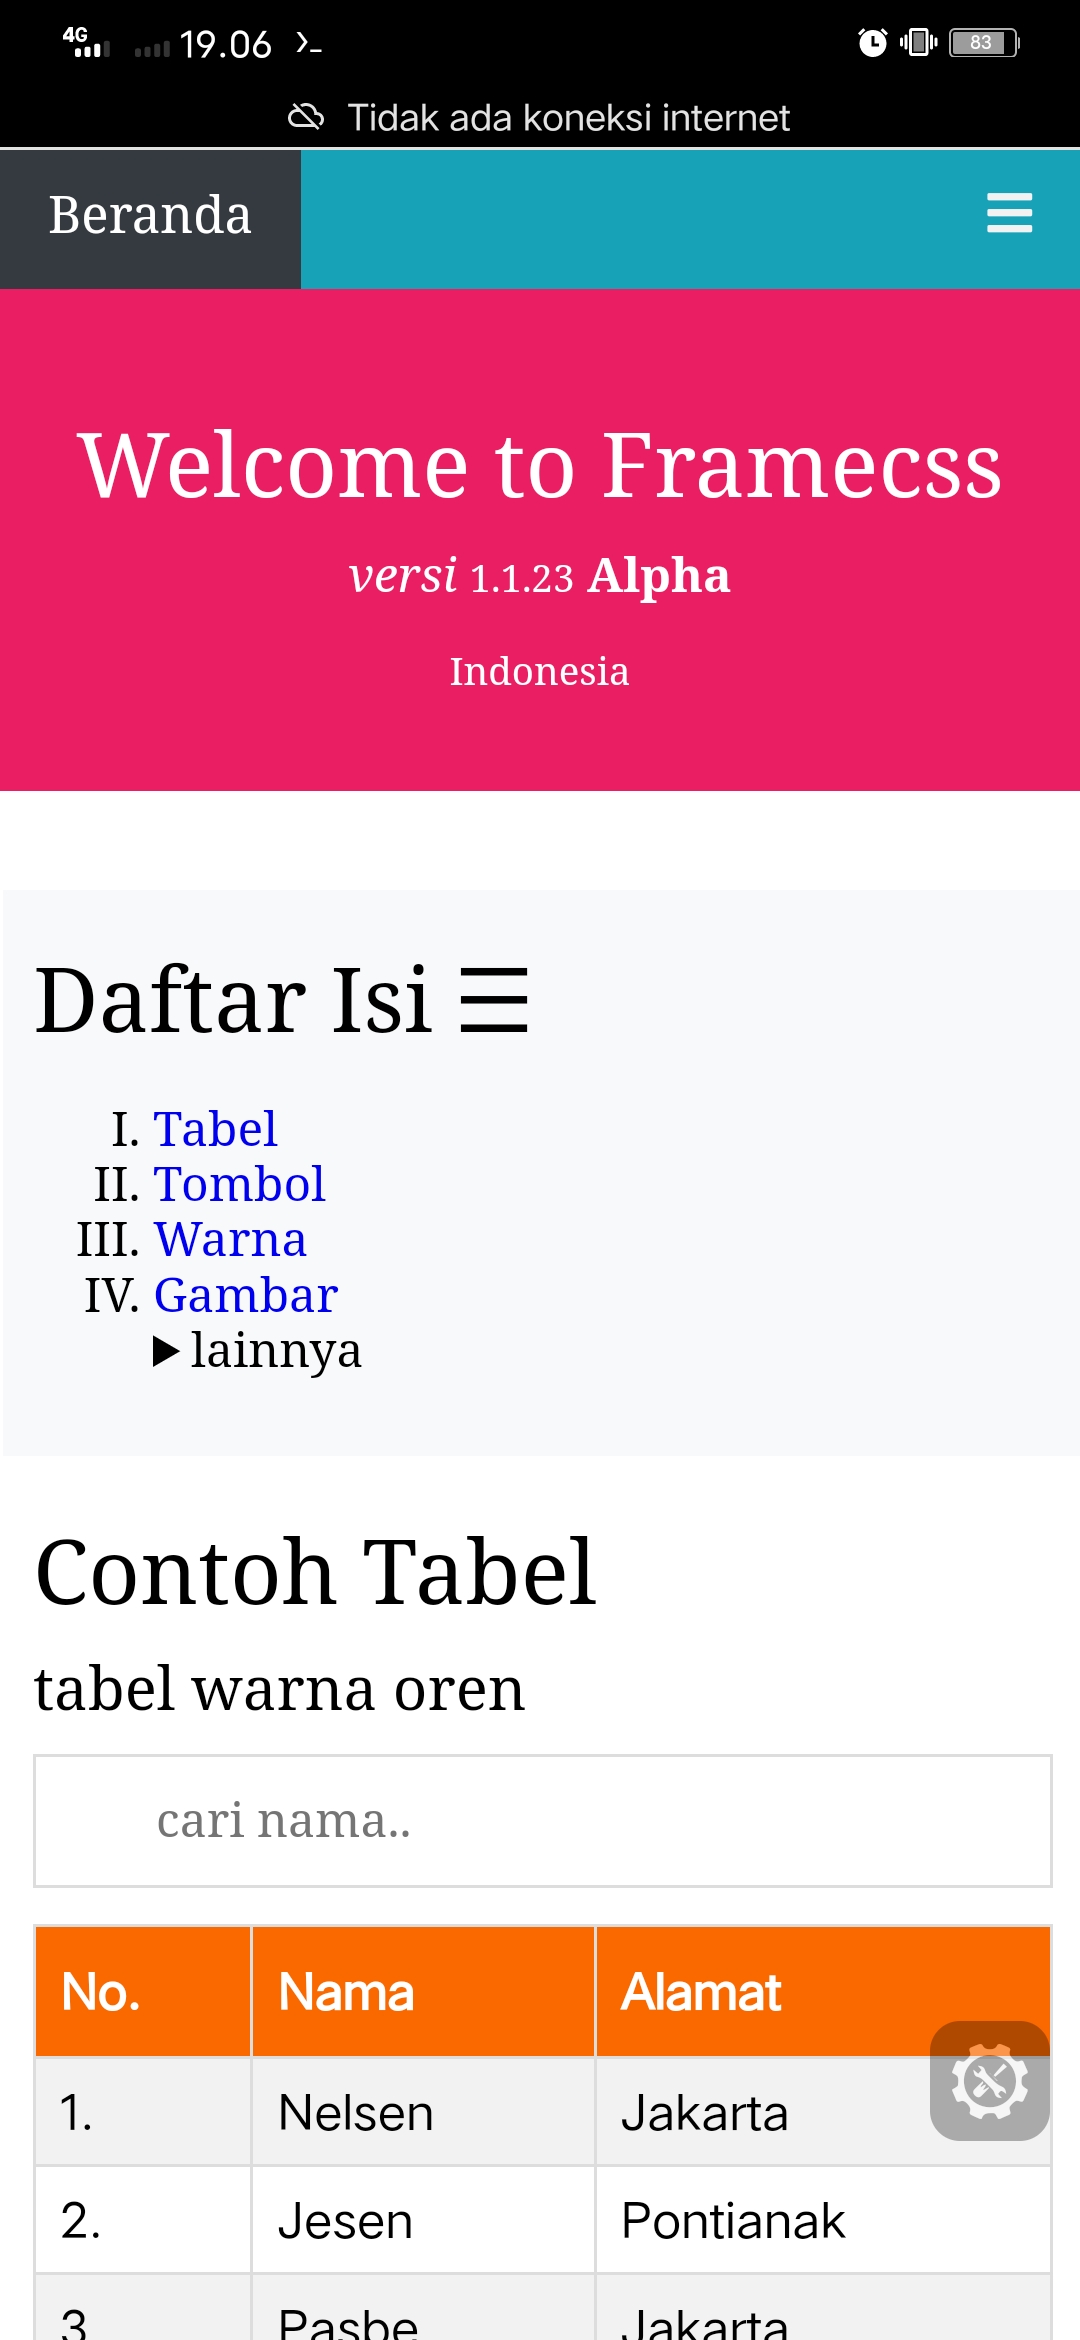 4G 19.06 83
Tidak ada koneksi internet
Beranda
Welcome to Framecss
versi 1.1.23 Alpha
Indonesia
Daftar Isi ☰
I. Tabel
II. Tombol
III. Warna
IV. Gambar
▶ lainnya
Contoh Tabel
tabel warna oren
cari nama..
No. Nama Alamat
1. Nelsen Jakarta
2. Jesen Pontianak
3 Pasbe Jakarta